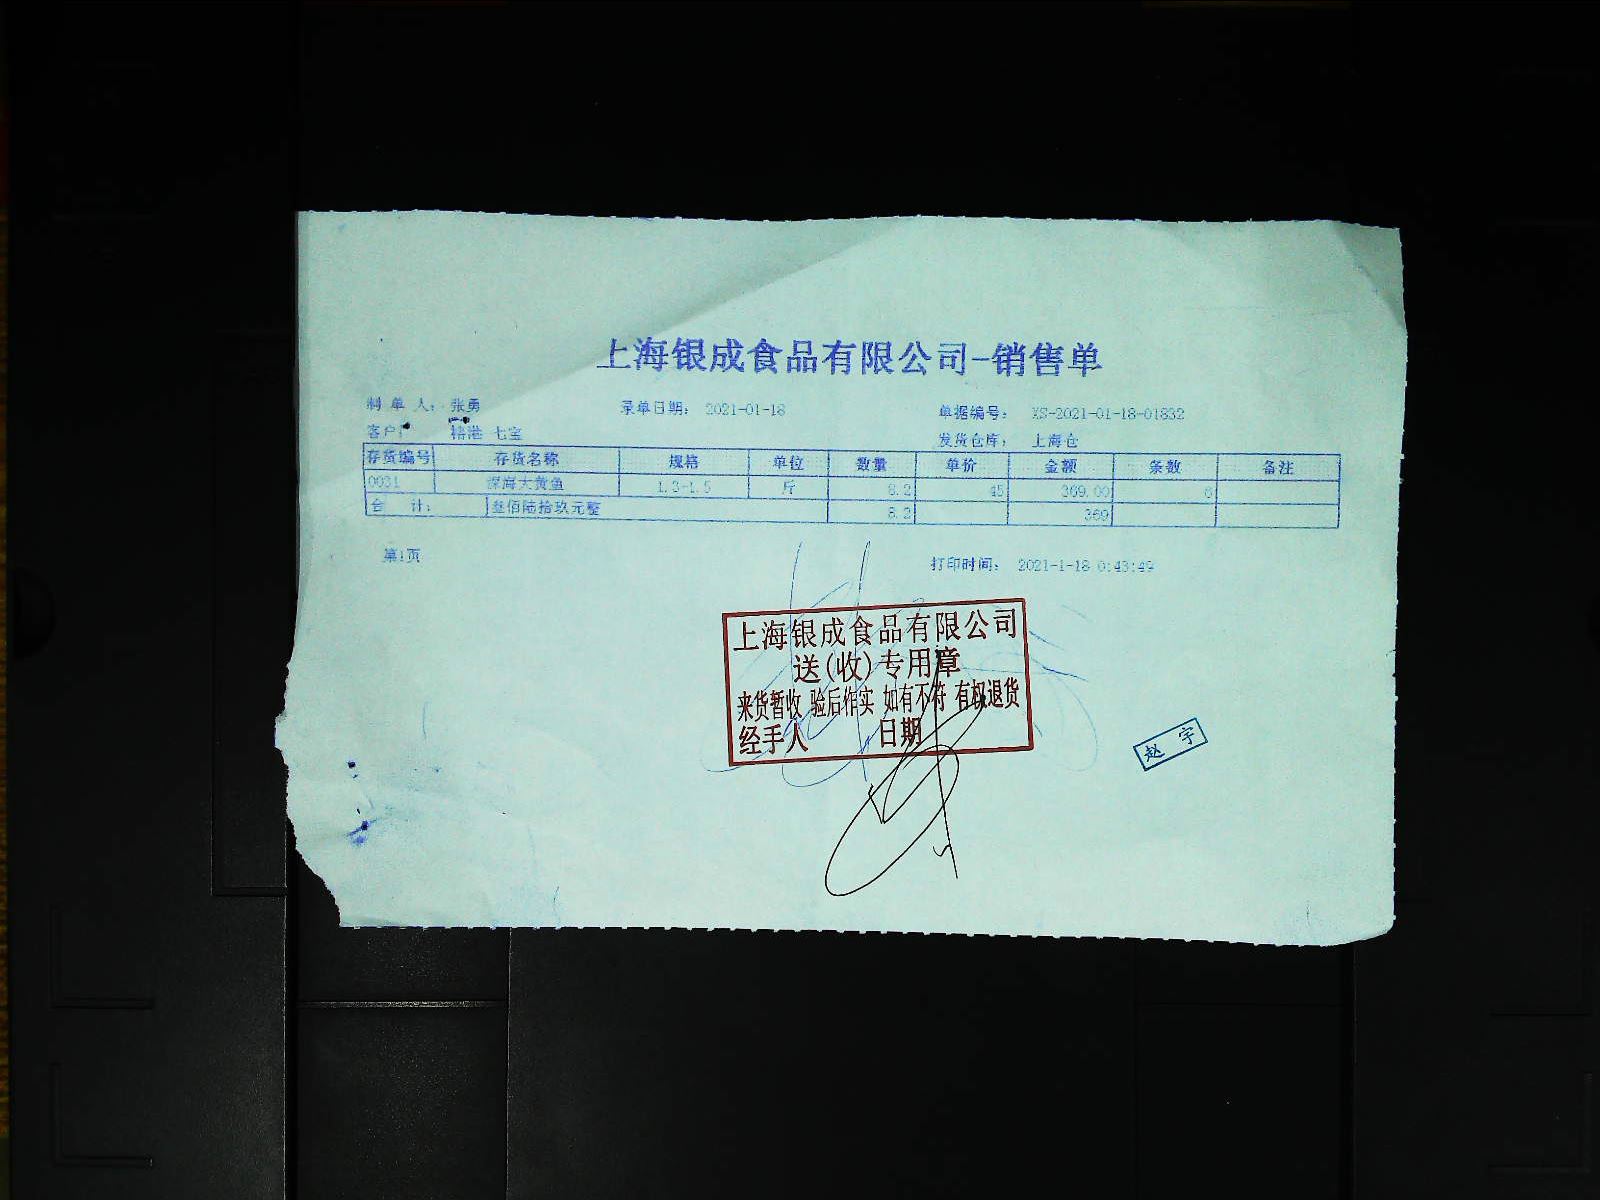 上海银成食品有限公司-销售单
制 单 人： 张勇 录单日期： 2021-01-18 单据编号： XS-2021-01-18-01832
客户： 七宝 发货仓库： 上海仓
存货编号 存货名称 规格 单位 数量 单价 金额 条数 备注
0031 深海大黄鱼 1.3-1.5 斤 8.2 45 369.00 6
合 计： 叁佰陆拾玖元整 8.2 369
第1页 打印时间： 2021-1-18 0:43:49
上海银成食品有限公司
送(收)专用章
来货暂收 验后作实 如有不符 有权退货
经手人 日期
赵 宇